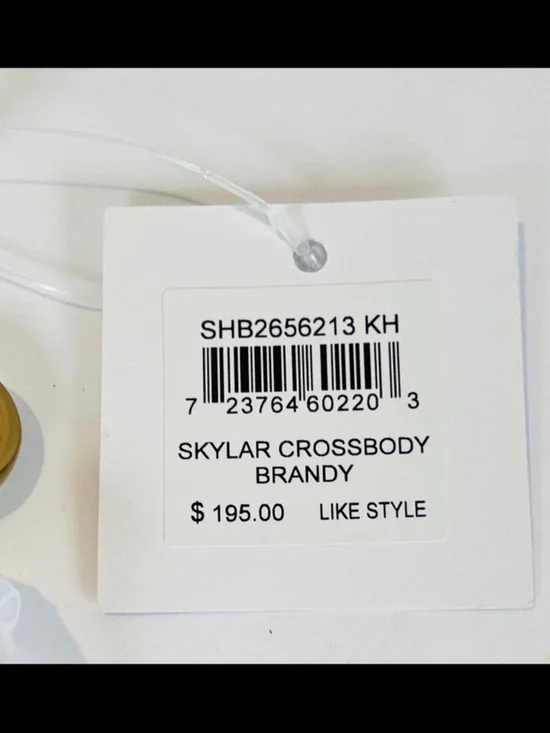 SHB2656213 KH
7 23764 60220 3
SKYLAR CROSSBODY
BRANDY
$ 195.00 LIKE STYLE